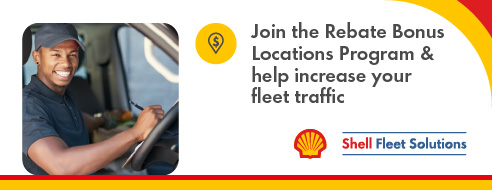 Join the Rebate Bonus
Locations Program &
help increase your
fleet traffic
Shell Fleet Solutions